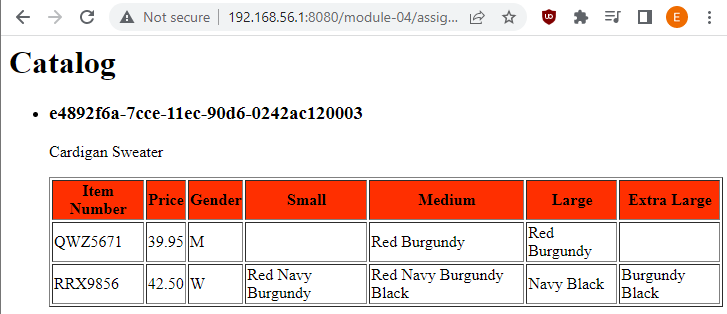 Not secure | 192.168.56.1:8080/module-04/assig...
E
Catalog
• e4892f6a-7cce-11ec-90d6-0242ac120003
Cardigan Sweater
Item Number Price Gender Small Medium Large Extra Large
QWZ5671 39.95 M Red Burgundy Red Burgundy
RRX9856 42.50 W Red Navy Burgundy Red Navy Burgundy Black Navy Black Burgundy Black